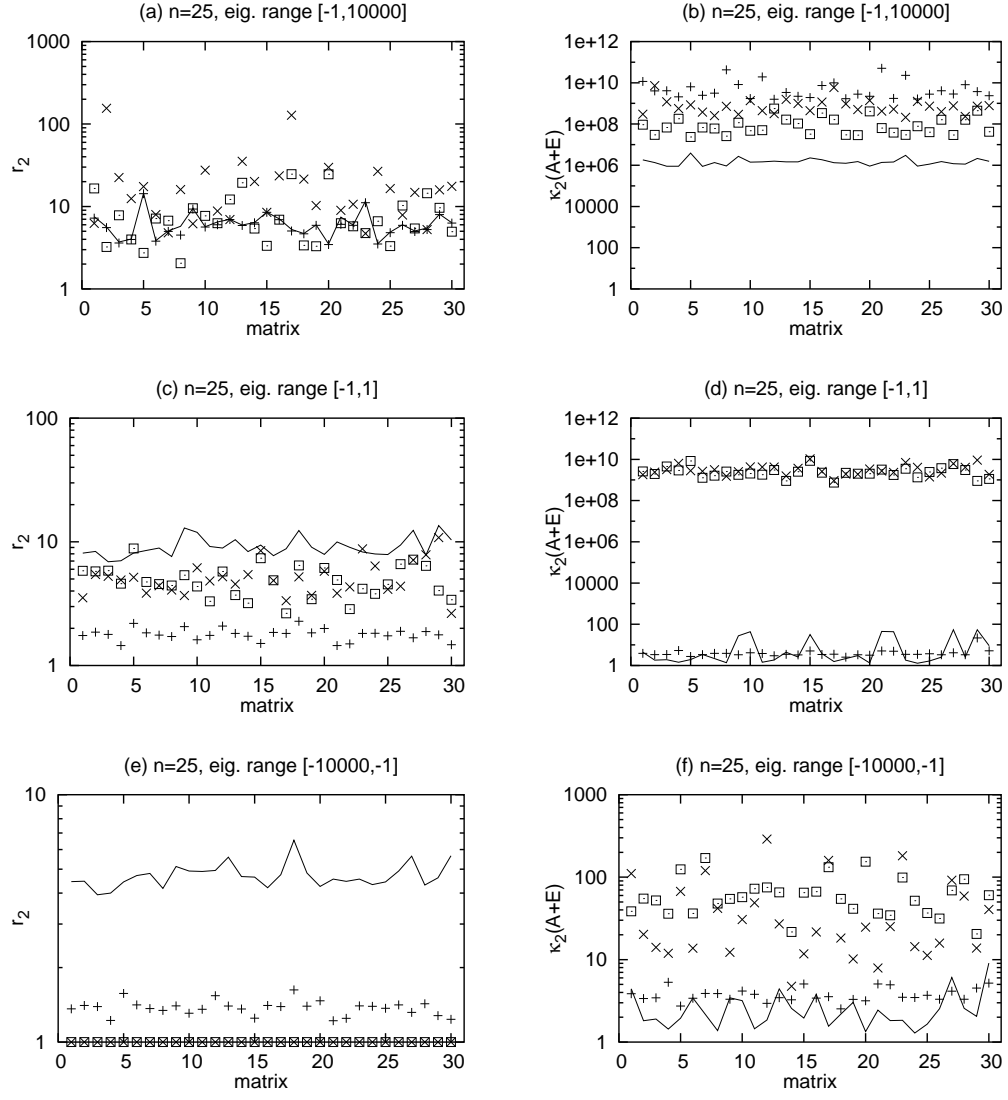 (a) n=25, eig. range [-1,10000]
1000
100
10
1
r2
0 5 10 15 20 25 30
matrix
(b) n=25, eig. range [-1,10000]
1e+12
1e+10
1e+08
1e+06
10000
100
1
κ2(A+E)
0 5 10 15 20 25 30
matrix
(c) n=25, eig. range [-1,1]
100
10
1
r2
0 5 10 15 20 25 30
matrix
(d) n=25, eig. range [-1,1]
1e+12
1e+10
1e+08
1e+06
10000
100
1
κ2(A+E)
0 5 10 15 20 25 30
matrix
(e) n=25, eig. range [-10000,-1]
10
1
r2
0 5 10 15 20 25 30
matrix
(f) n=25, eig. range [-10000,-1]
1000
100
10
1
κ2(A+E)
0 5 10 15 20 25 30
matrix